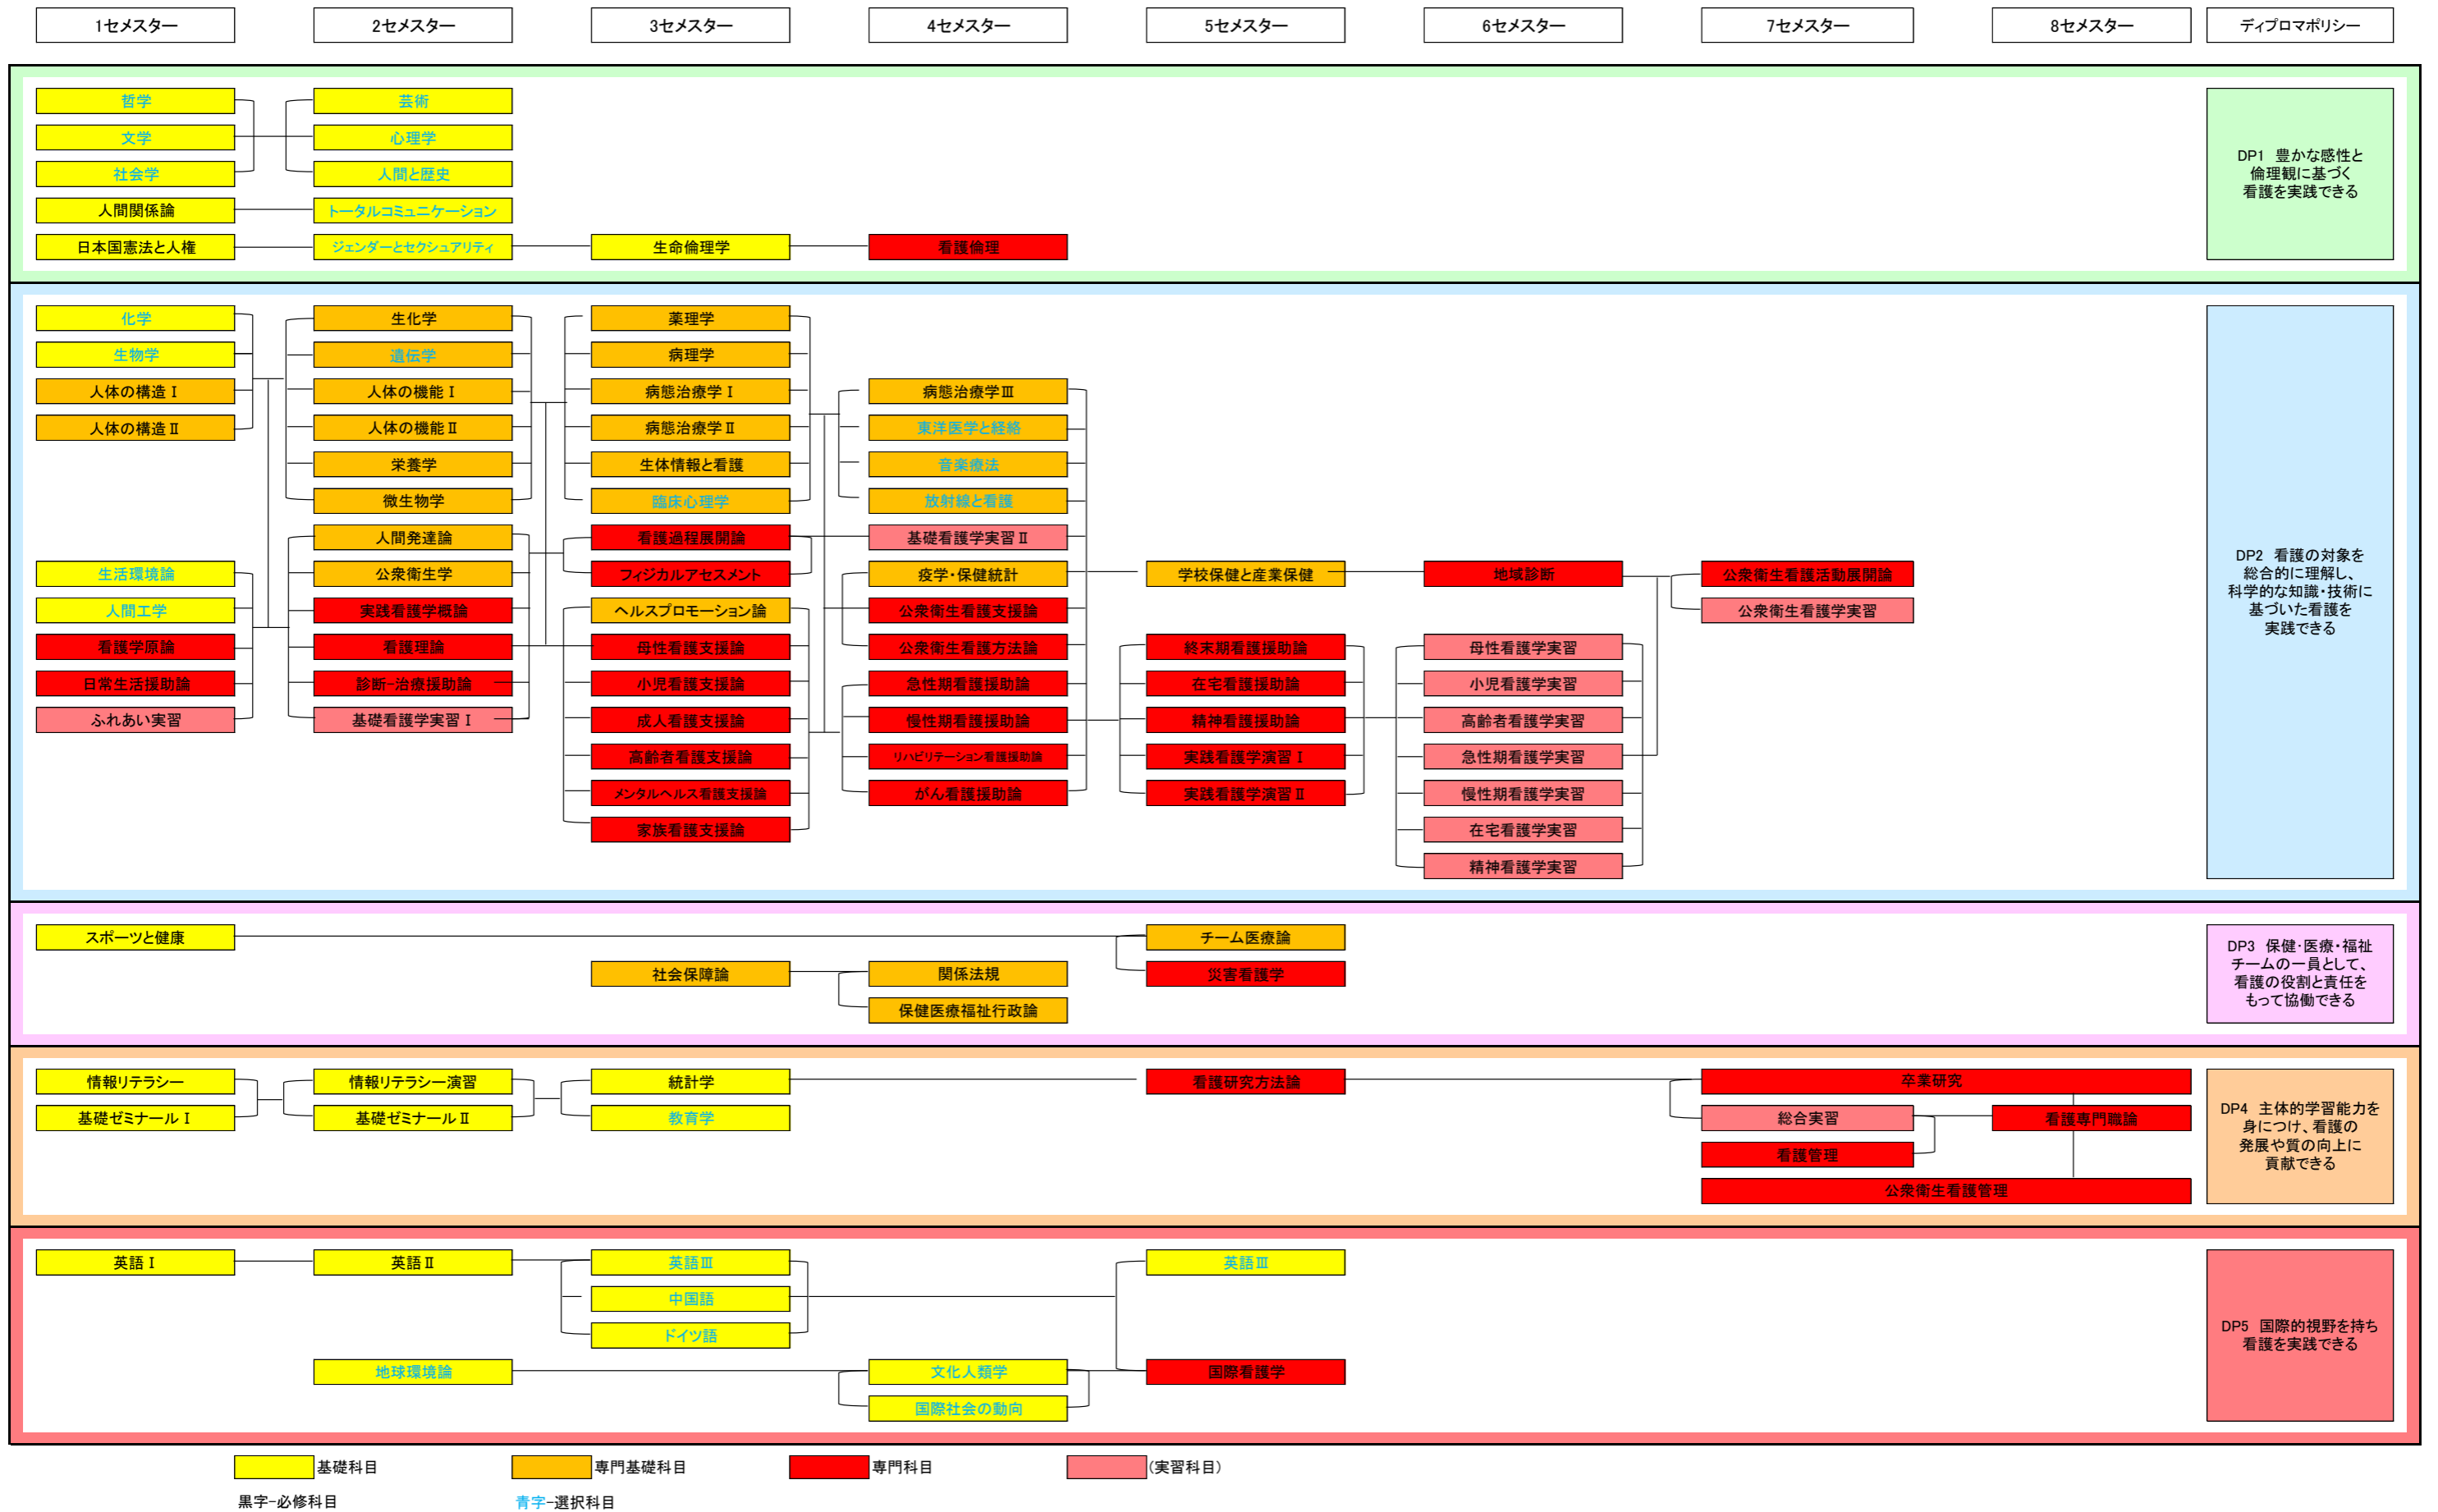 1セメスター
2セメスター
3セメスター
4セメスター
5セメスター
6セメスター
7セメスター
8セメスター
ディプロマポリシー
哲学
芸術
文学
心理学
社会学
人間と歴史
人間関係論
トータルコミュニケーション
日本国憲法と人権
ジェンダーとセクシュアリティ
生命倫理学
看護倫理
DP1 豊かな感性と
倫理観に基づく
看護を実践できる
化学
生化学
薬理学
生物学
遺伝学
病理学
人体の構造Ⅰ
人体の機能Ⅰ
病態治療学Ⅰ
病態治療学Ⅲ
人体の構造Ⅱ
人体の機能Ⅱ
病態治療学Ⅱ
東洋医学と経絡
栄養学
生体情報と看護
音楽療法
微生物学
臨床心理学
放射線と看護
人間発達論
看護過程展開論
基礎看護学実習Ⅱ
生活環境論
公衆衛生学
フィジカルアセスメント
疫学・保健統計
学校保健と産業保健
地域診断
公衆衛生看護活動展開論
人間工学
実践看護学概論
ヘルスプロモーション論
公衆衛生看護支援論
公衆衛生看護学実習
看護学原論
看護理論
母性看護支援論
公衆衛生看護方法論
終末期看護援助論
母性看護学実習
日常生活援助論
診断-治療援助論
小児看護支援論
急性期看護援助論
在宅看護援助論
小児看護学実習
ふれあい実習
基礎看護学実習Ⅰ
成人看護支援論
慢性期看護援助論
精神看護援助論
高齢者看護学実習
高齢者看護支援論
リハビリテーション看護援助論
実践看護学演習Ⅰ
急性期看護学実習
メンタルヘルス看護支援論
がん看護援助論
実践看護学演習Ⅱ
慢性期看護学実習
家族看護支援論
在宅看護学実習
精神看護学実習
DP2 看護の対象を
総合的に理解し、
科学的な知識・技術に
基づいた看護を
実践できる
スポーツと健康
チーム医療論
社会保障論
関係法規
災害看護学
保健医療福祉行政論
DP3 保健・医療・福祉
チームの一員として、
看護の役割と責任を
もって協働できる
情報リテラシー
情報リテラシー演習
統計学
看護研究方法論
卒業研究
基礎ゼミナールⅠ
基礎ゼミナールⅡ
教育学
総合実習
看護専門職論
看護管理
公衆衛生看護管理
DP4 主体的学習能力を
身につけ、看護の
発展や質の向上に
貢献できる
英語Ⅰ
英語Ⅱ
英語Ⅲ
英語Ⅲ
中国語
ドイツ語
地球環境論
文化人類学
国際看護学
国際社会の動向
DP5 国際的視野を持ち
看護を実践できる
基礎科目
専門基礎科目
専門科目
(実習科目)
黒字-必修科目
青字-選択科目